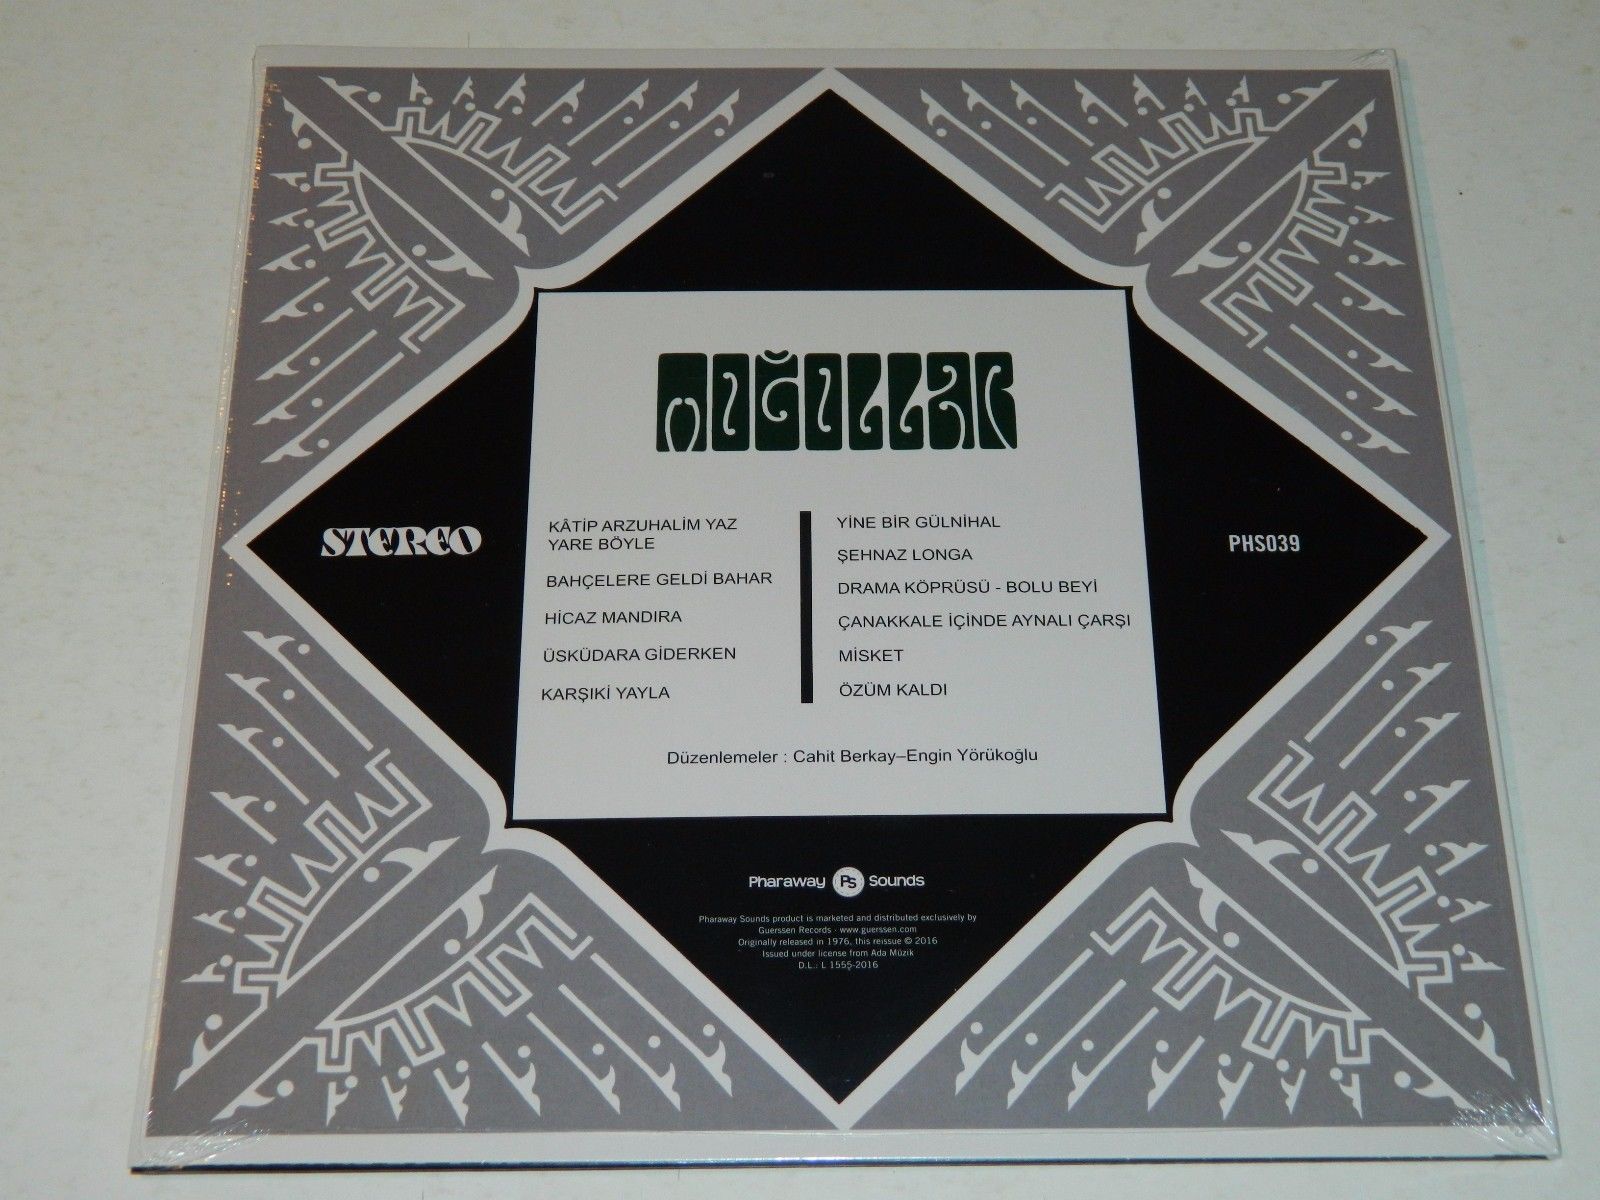 MOĞOLLAR
STEREO
KÂTİP ARZUHALİM YAZ
YARE BÖYLE
BAHÇELERE GELDİ BAHAR
HİCAZ MANDIRA
ÜSKÜDARA GİDERKEN
KARŞIKİ YAYLA
YİNE BİR GÜLNİHAL
ŞEHNAZ LONGA
DRAMA KÖPRÜSÜ - BOLU BEYİ
ÇANAKKALE İÇİNDE AYNALI ÇARŞI
MİSKET
ÖZÜM KALDI
PHS039
Düzenlemeler : Cahit Berkay–Engin Yörükoğlu
Pharaway PS Sounds
Pharaway Sounds product is marketed and distributed exclusively by
Guerssen Records - www.guerssen.com
Originally released in 1976, this reissue © 2016
Issued under license from Ada Müzik
D.L.: L 1555-2016